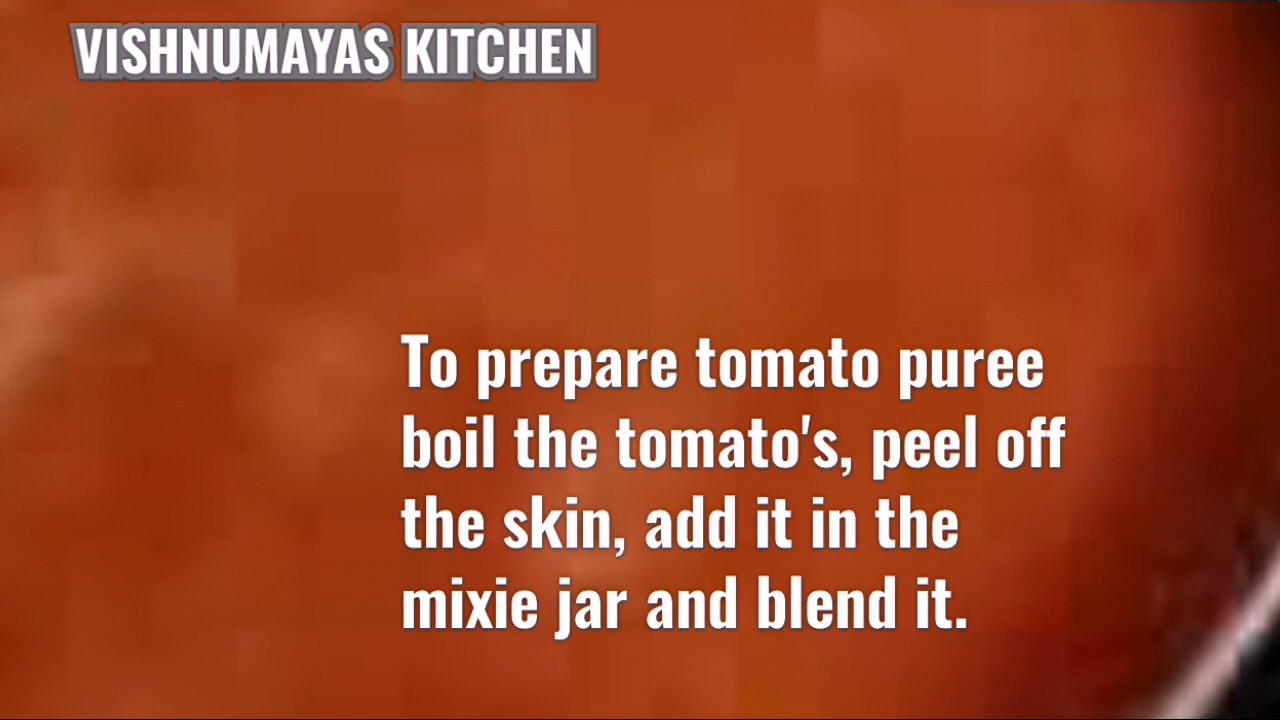 VISHNUMAYAS KITCHEN
To prepare tomato puree
boil the tomato's, peel off
the skin, add it in the
mixie jar and blend it.